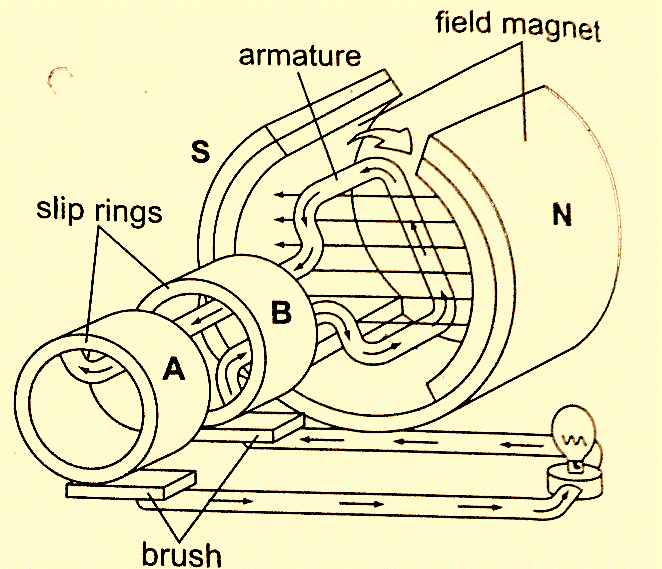 field magnet
armature
S
slip rings
N
B
A
brush